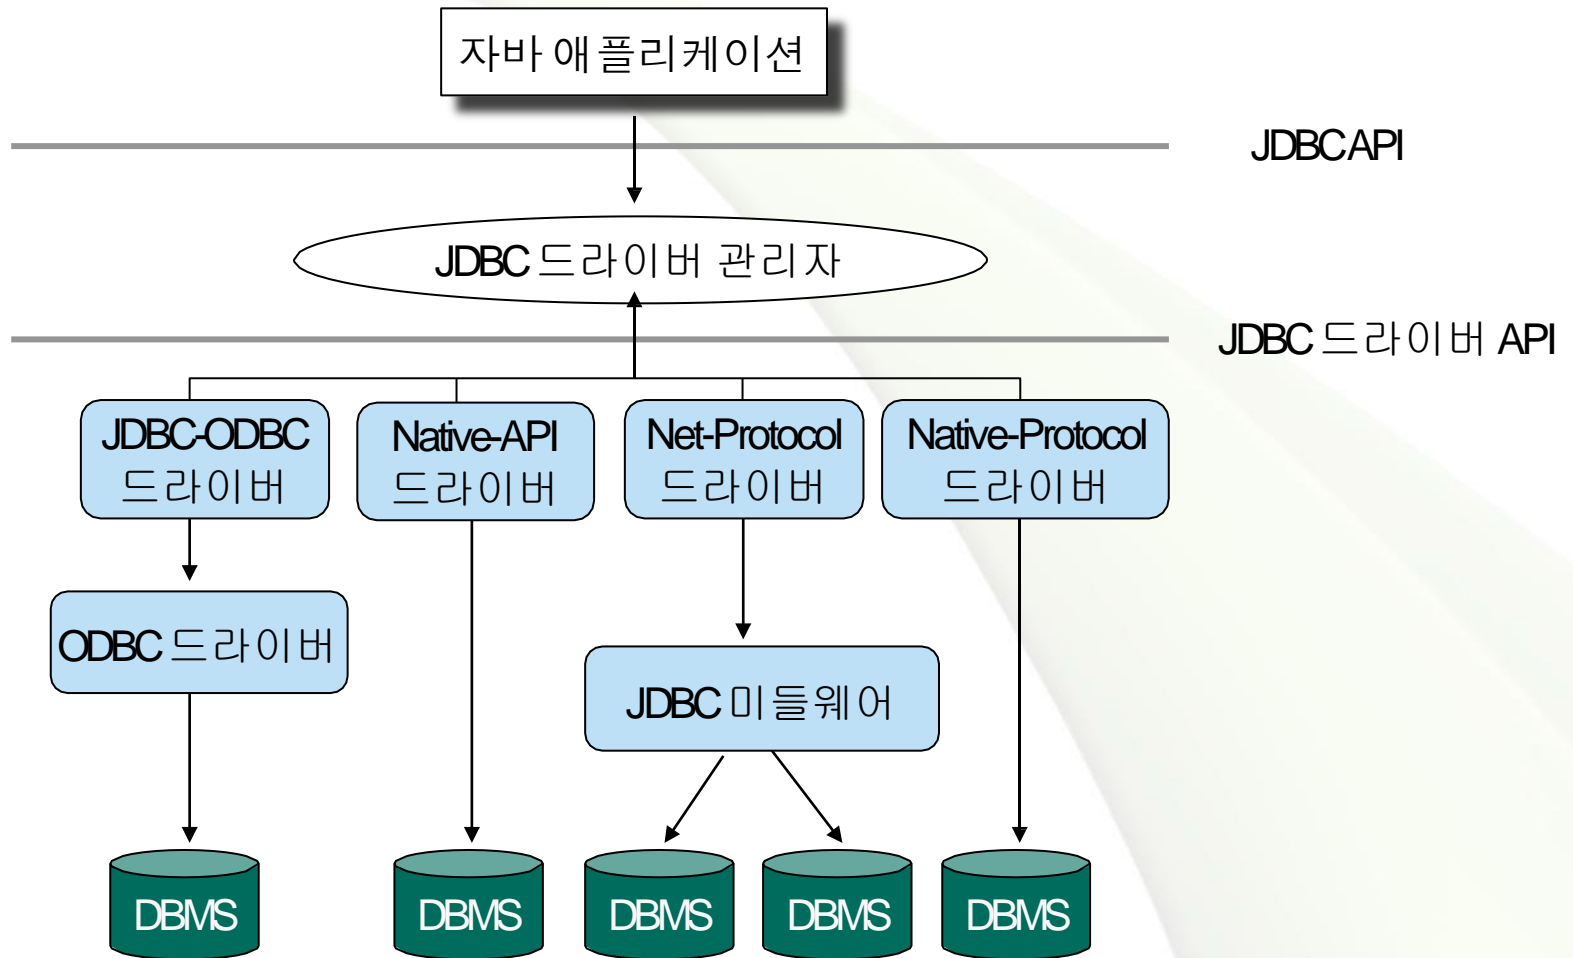 자바 애플리케이션
JDBC API
JDBC 드라이버 관리자
JDBC 드라이버 API
JDBC-ODBC
드라이버
Native-API
드라이버
Net-Protocol
드라이버
Native-Protocol
드라이버
ODBC 드라이버
JDBC 미들웨어
DBMS
DBMS
DBMS
DBMS
DBMS